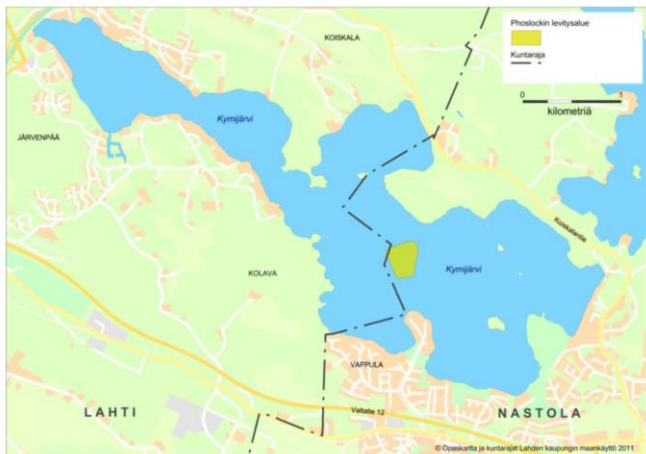 Phoslockin levitysalue
Kuntaraja
0 1
kilometriä
KOISKALA
Kymijärvi
JÄRVENPÄÄ
Koiskalantie
KOLAVA
Kymijärvi
VAPPULA
LAHTI
Valtatie 12
NASTOLA
© Opaskartta ja kuntarajat Lahden kaupungin maankäyttö 2011